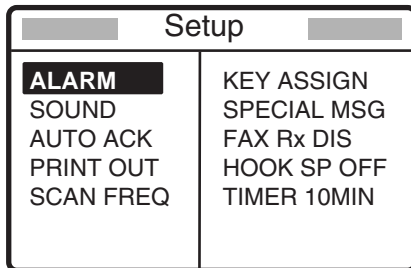 Setup
ALARM
SOUND
AUTO ACK
PRINT OUT
SCAN FREQ
KEY ASSIGN
SPECIAL MSG
FAX Rx DIS
HOOK SP OFF
TIMER 10MIN